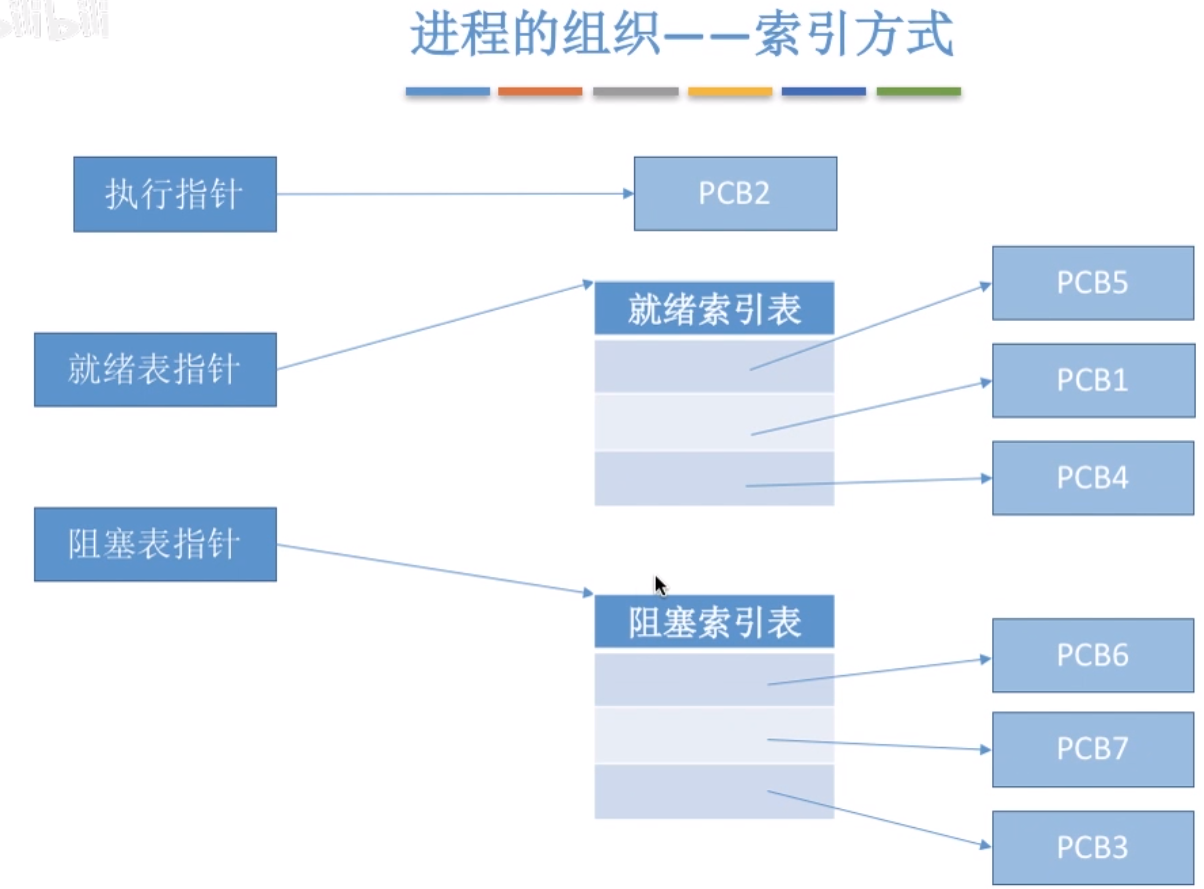 进程的组织——索引方式
执行指针
PCB2
就绪表指针
就绪索引表
PCB5
PCB1
PCB4
阻塞表指针
阻塞索引表
PCB6
PCB7
PCB3